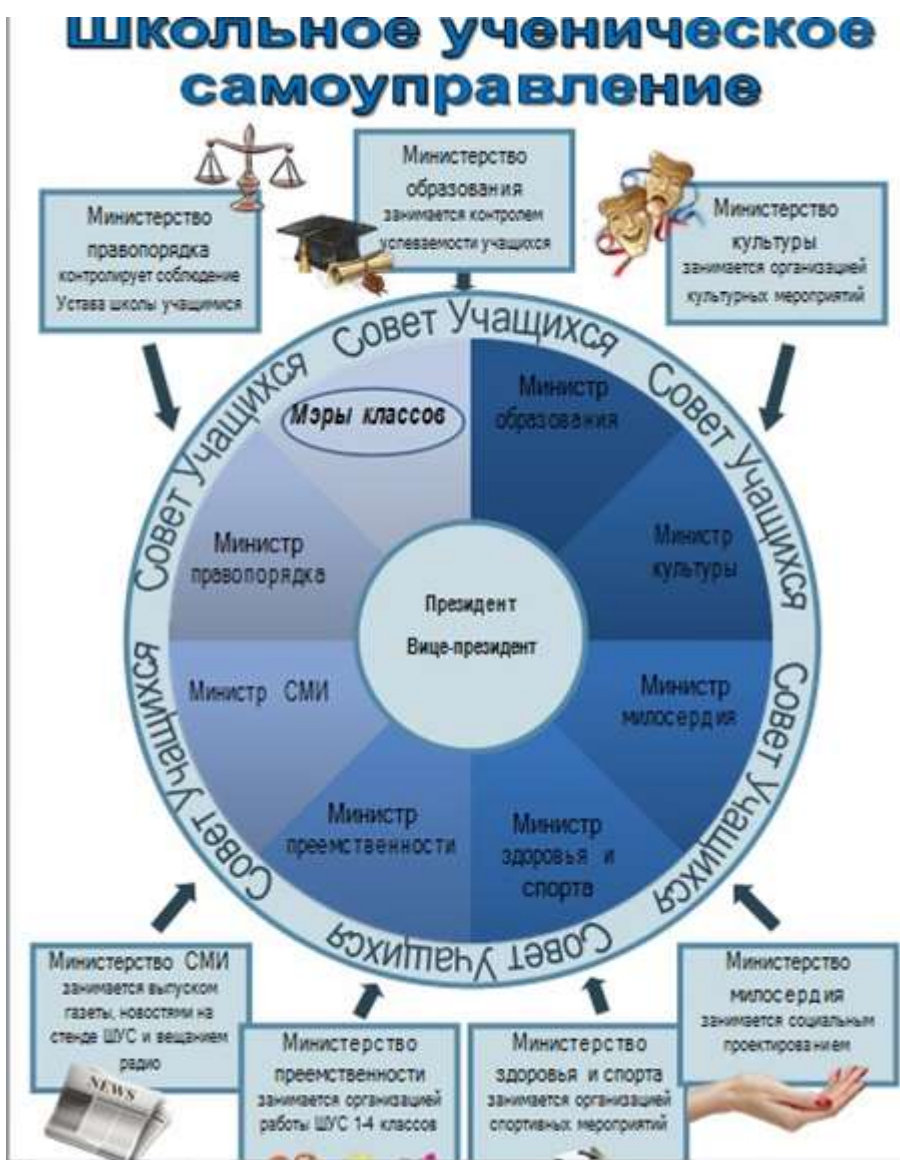 Школьное ученическое
самоуправление
Министерство
правопорядка
контролирует соблюдение
Устава школы учащимися
Министерство
образования
занимается контролем
успеваемости учащихся
Министерство
культуры
занимается организацией
культурных мероприятий
Совет Учащихся
Совет Учащихся
Совет Учащихся
Совет Учащихся
Совет Учащихся
Совет Учащихся
Мэры классов
Министр
образования
Министр
правопорядка
Министр
культуры
Президент
Вице-президент
Министр СМИ
Министр
милосердия
Министр
преемственности
Министр
здоровья и
спорта
Министерство СМИ
занимается выпуском
газеты, новостями на
стенде ШУС и вещанием
радио
NEWS
Министерство
преемственности
занимается организацией
работы ШУС 1-4 классов
Министерство
здоровья и спорта
занимается организацией
спортивных мероприятий
Министерство
милосердия
занимается социальным
проектированием